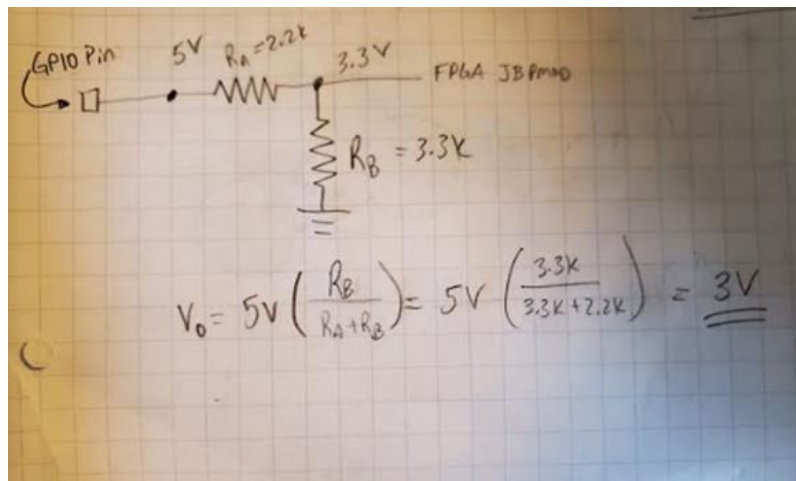 GPIO Pin 5V RA=2.2K 3.3V FPGA JB PMOD
RB = 3.3K
Vo = 5V (RB / RA+RB) = 5V (3.3K / 3.3K+2.2K) = 3V